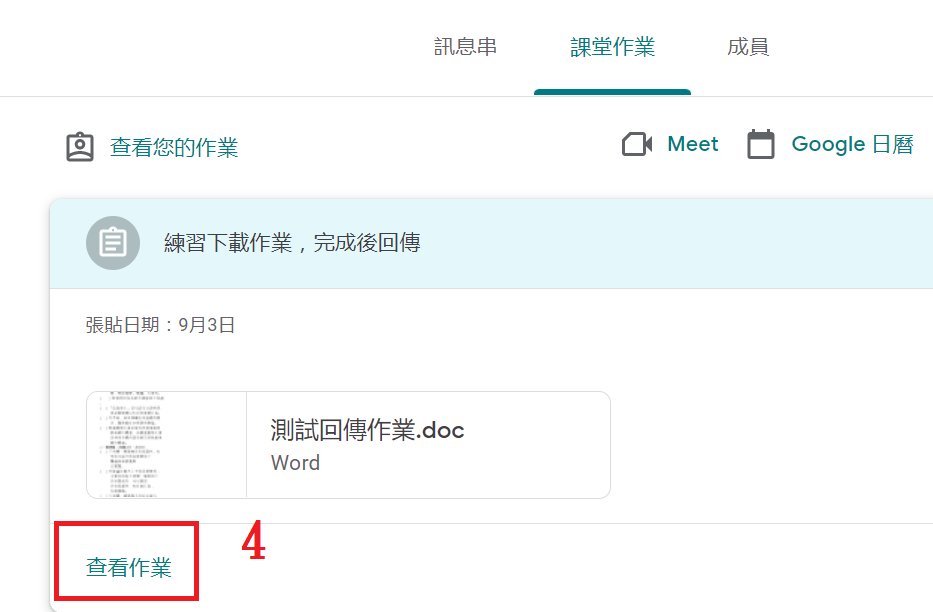 訊息串 課堂作業 成員
查看您的作業 Meet Google 日曆
練習下載作業，完成後回傳
張貼日期：9月3日
測試回傳作業.doc
Word
查看作業 4